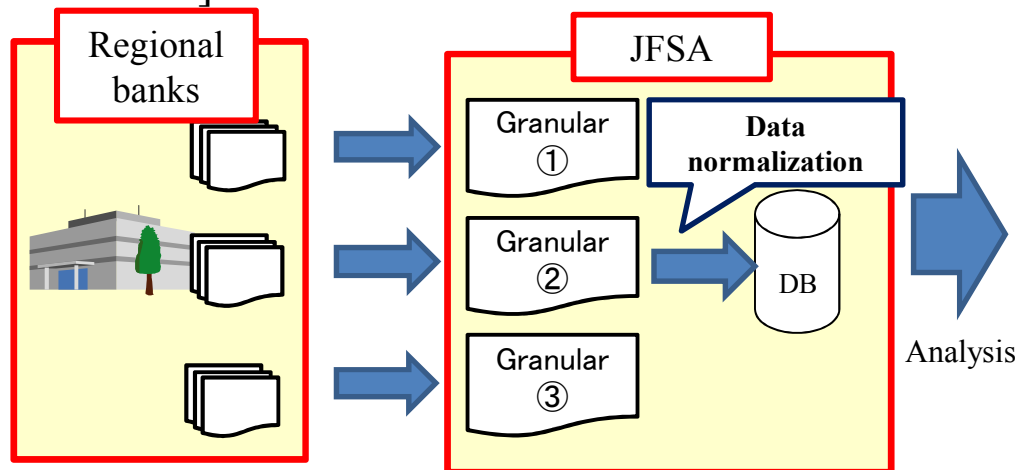 ]
Regional
banks
JFSA
Granular
①
Data
normalization
Granular
②
DB
Granular
③
Analysis